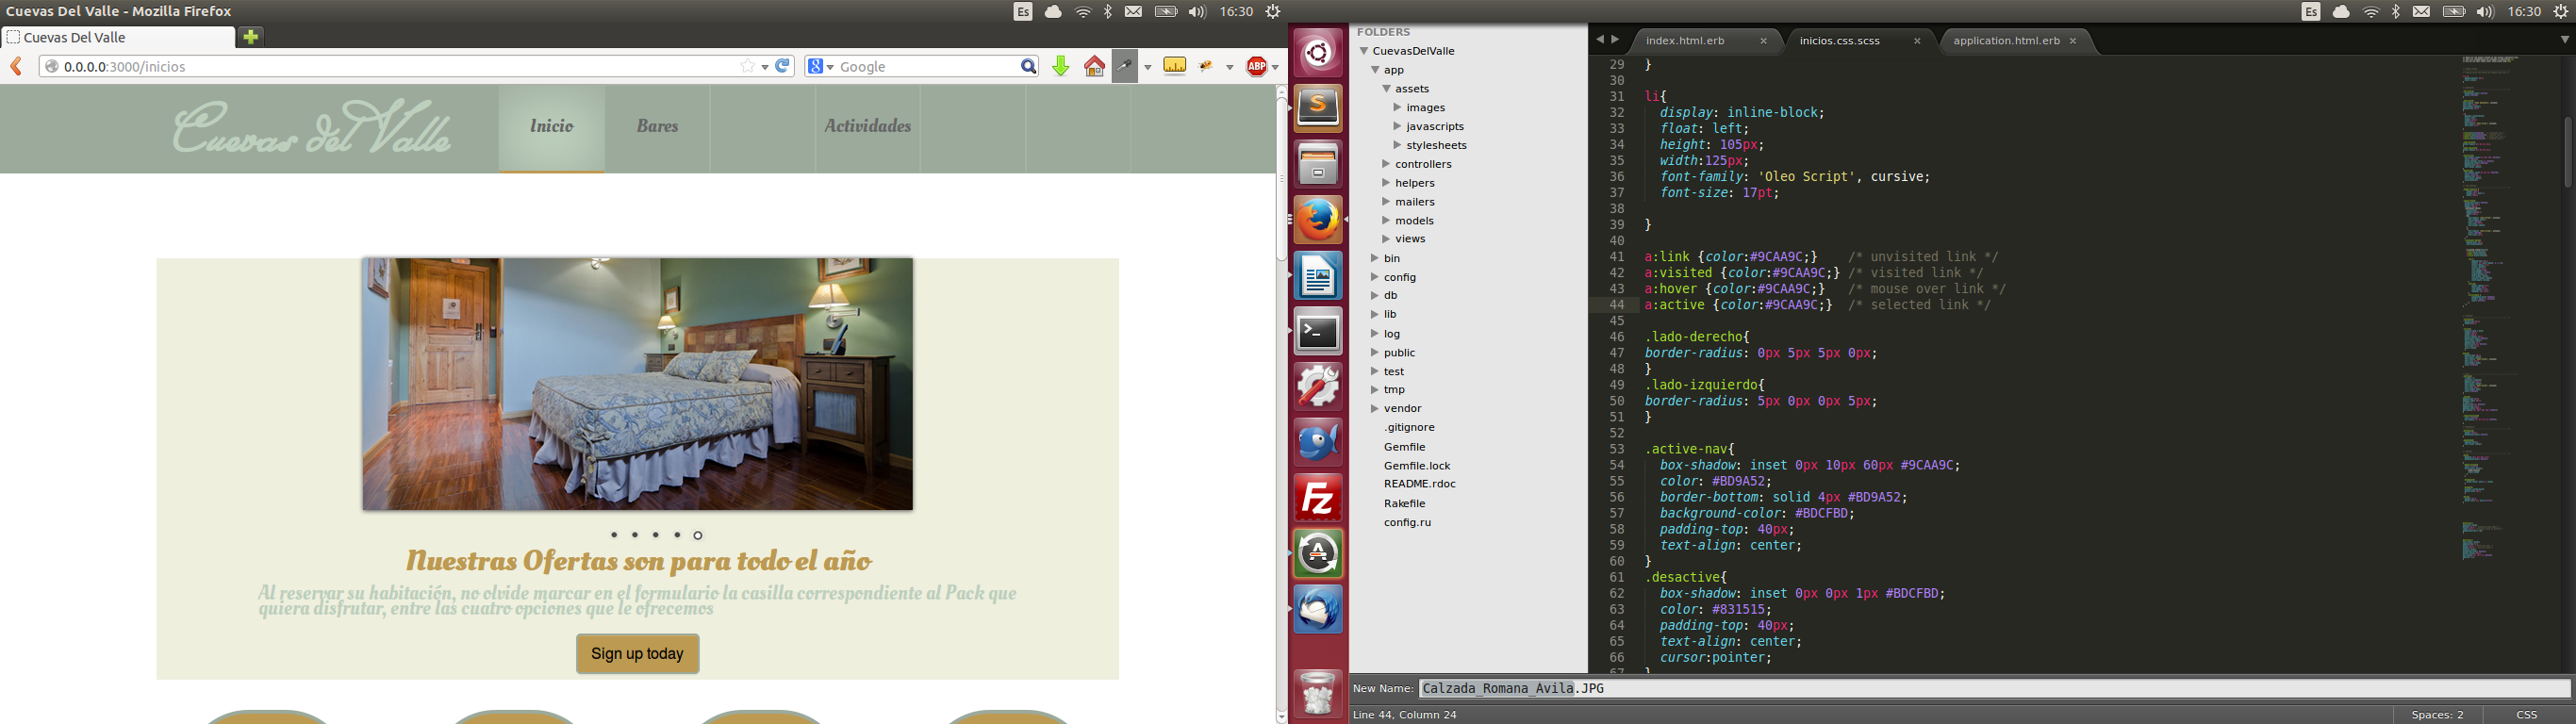 Cuevas Del Valle - Mozilla Firefox
Es
16:30
Cuevas Del Valle
0.0.0.0:3000/inicios
Google
ABP
Cuevas del Valle
Inicio
Bares
Actividades
Nuestras Ofertas son para todo el año
Al reservar su habitación, no olvide marcar en el formulario la casilla correspondiente al Pack que
quiera disfrutar, entre las cuatro opciones que le ofrecemos
Sign up today
Es
16:30
FOLDERS
CuevasDelValle
app
assets
images
javascripts
stylesheets
controllers
helpers
mailers
models
views
bin
config
db
lib
log
public
test
tmp
vendor
.gitignore
Gemfile
Gemfile.lock
README.rdoc
Rakefile
config.ru
index.html.erb
inicios.css.scss
application.html.erb
29 }
30
31 li{
32 display: inline-block;
33 float: left;
34 height: 105px;
35 width:125px;
36 font-family: 'Oleo Script', cursive;
37 font-size: 17pt;
38
39 }
40
41 a:link {color:#9CAA9C;} /* unvisited link */
42 a:visited {color:#9CAA9C;} /* visited link */
43 a:hover {color:#9CAA9C;} /* mouse over link */
44 a:active {color:#9CAA9C;} /* selected link */
45
46 .lado-derecho{
47 border-radius: 0px 5px 5px 0px;
48 }
49 .lado-izquierdo{
50 border-radius: 5px 0px 0px 5px;
51 }
52
53 .active-nav{
54 box-shadow: inset 0px 10px 60px #9CAA9C;
55 color: #BD9A52;
56 border-bottom: solid 4px #BD9A52;
57 background-color: #BDCFBD;
58 padding-top: 40px;
59 text-align: center;
60 }
61 .desactive{
62 box-shadow: inset 0px 0px 1px #BDCFBD;
63 color: #831515;
64 padding-top: 40px;
65 text-align: center;
66 cursor:pointer;
67 }
New Name: Calzada_Romana_Avila.JPG
Line 44, Column 24
Spaces: 2
CSS